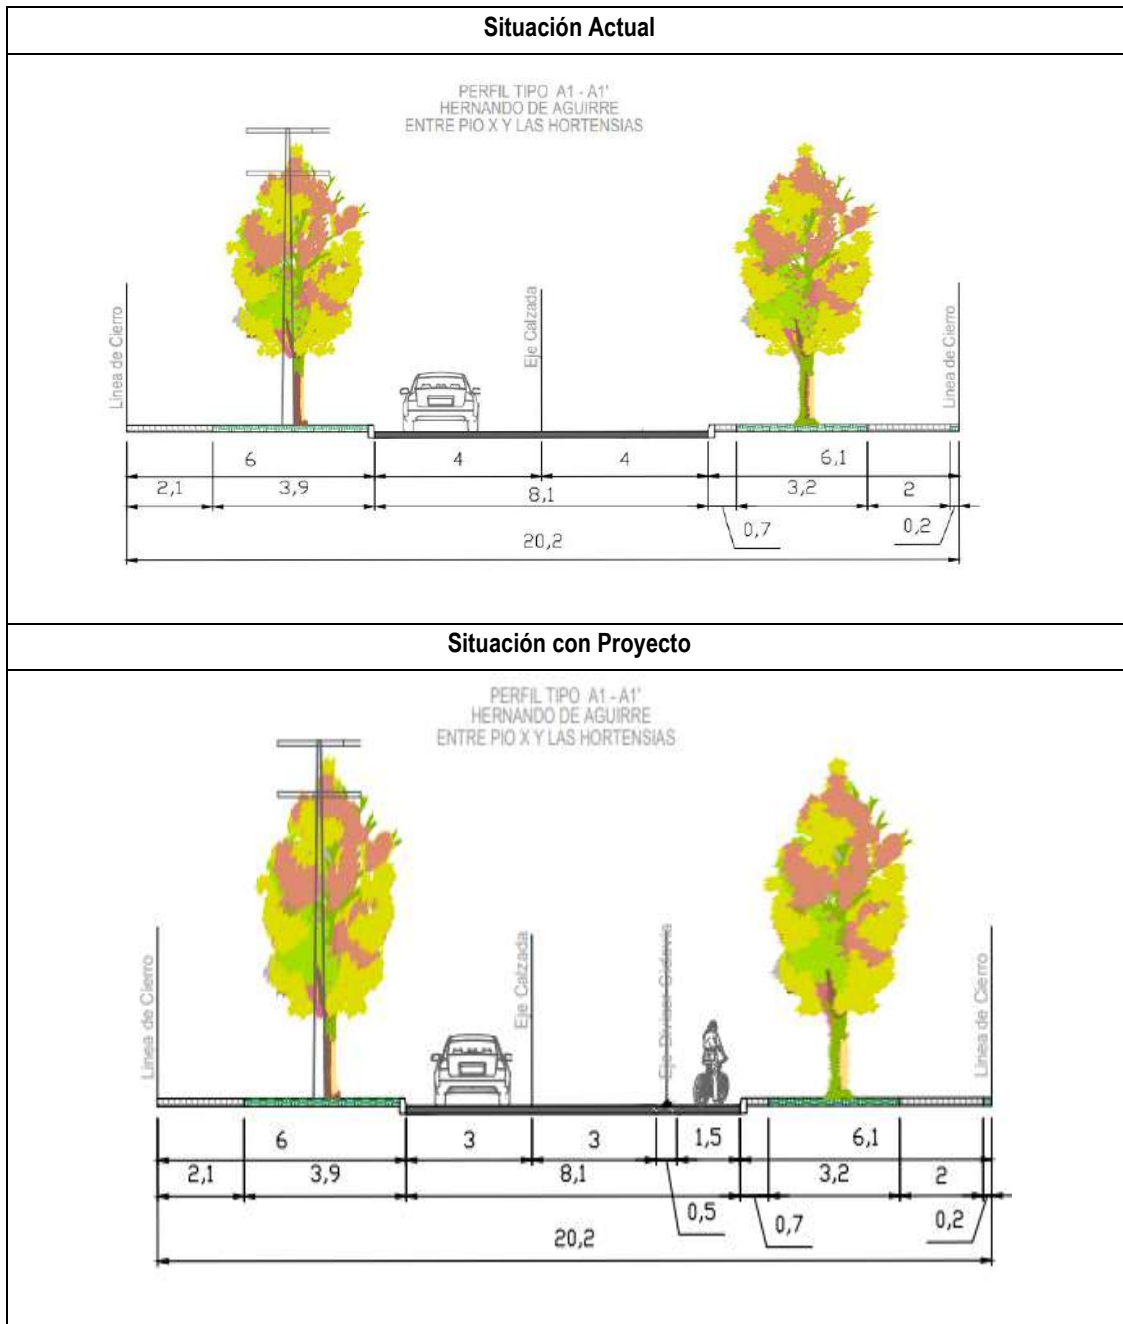 Situación Actual
PERFIL TIPO A1 - A1'
HERNANDO DE AGUIRRE
ENTRE PIO X Y LAS HORTENSIAS
Linea de Cierro
Eje Calzada
Linea de Cierro
6
4
4
6,1
2,1
3,9
8,1
3,2
2
0,7
0,2
20,2
Situación con Proyecto
PERFIL TIPO A1 - A1'
HERNANDO DE AGUIRRE
ENTRE PIO X Y LAS HORTENSIAS
Linea de Cierro
Eje Calzada
Eje Divisor Ciclovia
Linea de Cierro
6
3
3
1,5
6,1
2,1
3,9
8,1
3,2
2
0,5
0,7
0,2
20,2